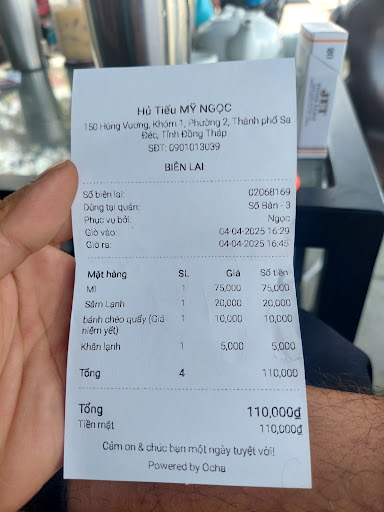 Hủ Tiếu MỸ NGỌC
150 Hùng Vương, Khóm 1, Phường 2, Thành phố Sa
Đéc, Tỉnh Đồng Tháp
SĐT: 0901013039
BIÊN LAI
Số biên lai: 02068169
Dùng tại quán: Số Bàn - 3
Phục vụ bởi: Ngọc
Giờ vào: 04-04-2025 16:29
Giờ ra: 04-04-2025 16:45
Mặt hàng SL Giá Số tiền
MÌ 1 75,000 75,000
Sâm Lạnh 1 20,000 20,000
bánh chéo quẩy (Giá 1 10,000 10,000
niêm yết)
Khăn lạnh 1 5,000 5,000
Tổng 4 110,000
Tổng 110,000₫
Tiền mặt 110,000₫
Cảm ơn & chúc bạn một ngày tuyệt vời!
Powered by Ocha
JET
20